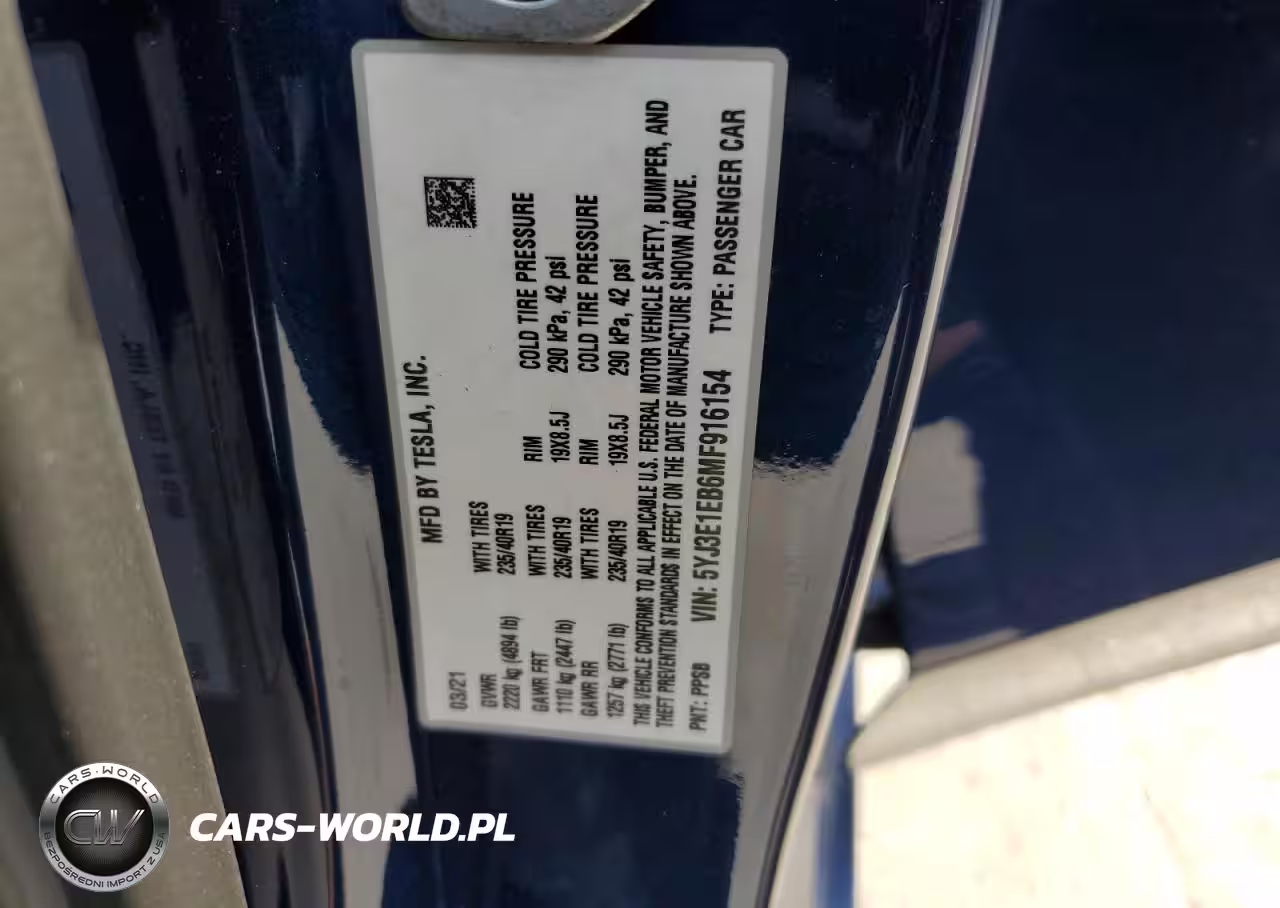 MFD BY TESLA, INC.
03/21
GVWR WITH TIRES
2220 kg (4894 lb) 235/40R19
GAWR FRT WITH TIRES RIM COLD TIRE PRESSURE
1110 kg (2447 lb) 235/40R19 19X8.5J 290 kPa, 42 psi
GAWR RR WITH TIRES RIM COLD TIRE PRESSURE
1257 kg (2771 lb) 235/40R19 19X8.5J 290 kPa, 42 psi
THIS VEHICLE CONFORMS TO ALL APPLICABLE U.S. FEDERAL MOTOR VEHICLE SAFETY, BUMPER, AND
THEFT PREVENTION STANDARDS IN EFFECT ON THE DATE OF MANUFACTURE SHOWN ABOVE.
PNT: PPSB VIN: 5YJ3E1EB6MF916154 TYPE: PASSENGER CAR
CARS-WORLD
CW
BEZPOŚREDNI IMPORT Z USA
CARS-WORLD.PL